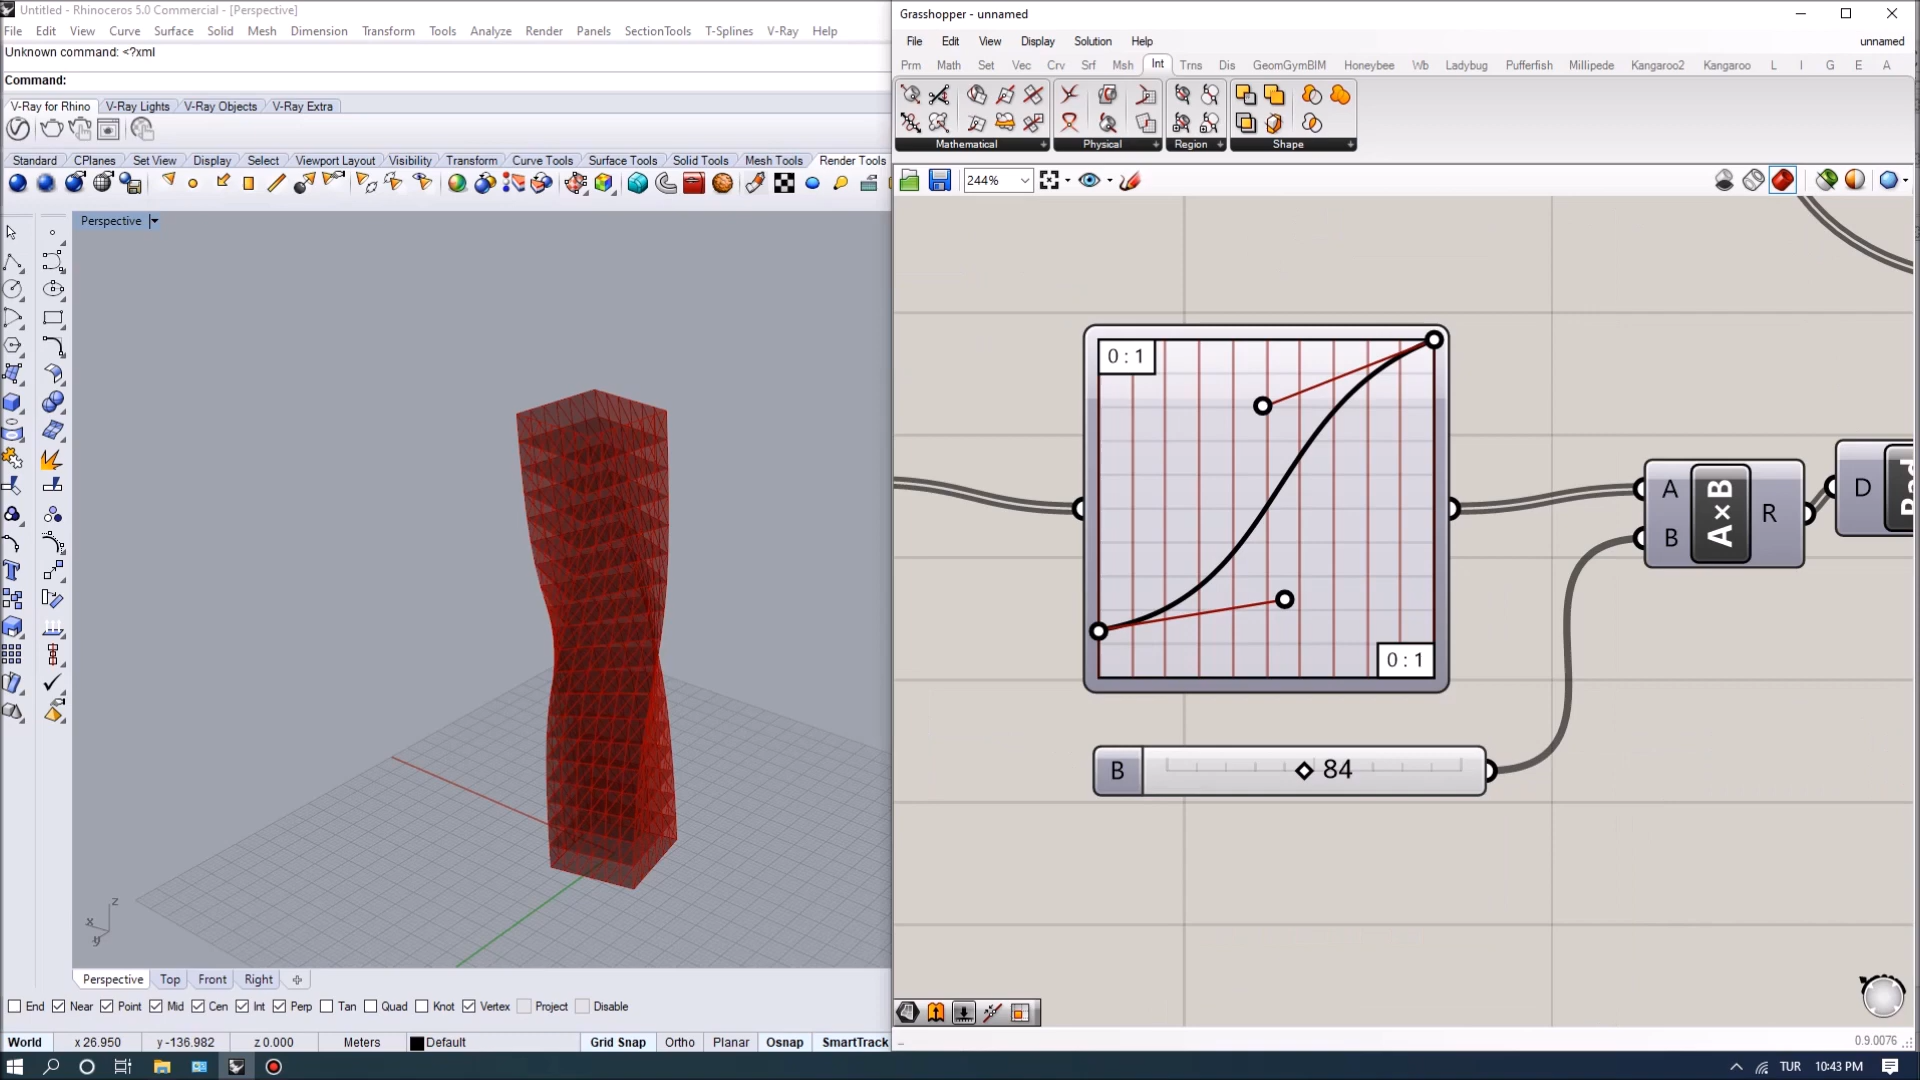 Untitled - Rhinoceros 5.0 Commercial - [Perspective]
File Edit View Curve Surface Solid Mesh Dimension Transform Tools Analyze Render Panels SectionTools T-Splines V-Ray Help
Unknown command: <?xml
Command:
V-Ray for Rhino V-Ray Lights V-Ray Objects V-Ray Extra
Standard CPlanes Set View Display Select Viewport Layout Visibility Transform Curve Tools Surface Tools Solid Tools Mesh Tools Render Tools
Perspective
z
x
y
Perspective Top Front Right
End Near Point Mid Cen Int Perp Tan Quad Knot Vertex Project Disable
World x 26.950 y -136.982 z 0.000 Meters Default Grid Snap Ortho Planar Osnap SmartTrack
Grasshopper - unnamed
File Edit View Display Solution Help unnamed
Prm Math Set Vec Crv Srf Msh Int Trns Dis GeomGymBIM Honeybee Wb Ladybug Pufferfish Millipede Kangaroo2 Kangaroo L I G E A
Mathematical Physical Region Shape
244%
0 : 1
0 : 1
A
B
A×B
R
D
B 84
0.9.0076
TUR 10:43 PM